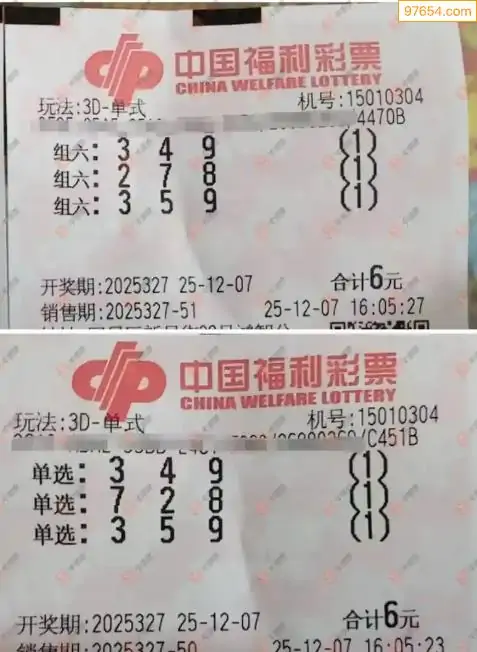 97654.com
中国福利彩票
CHINA WELFARE LOTTERY
玩法:3D-单式 机号:15010304
4470B
组六: 3 4 9 (1)
组六: 2 7 8 (1)
组六: 3 5 9 (1)
开奖期:2025327 25-12-07 合计6元
销售期:2025327-51 25-12-07 16:05:27
中国福利彩票
CHINA WELFARE LOTTERY
玩法:3D-单式 机号:15010304
/C451B
单选: 3 4 9 (1)
单选: 7 2 8 (1)
单选: 3 5 9 (1)
开奖期:2025327 25-12-07 合计6元
销售期:2025327-50 25-12-07 16:05:23